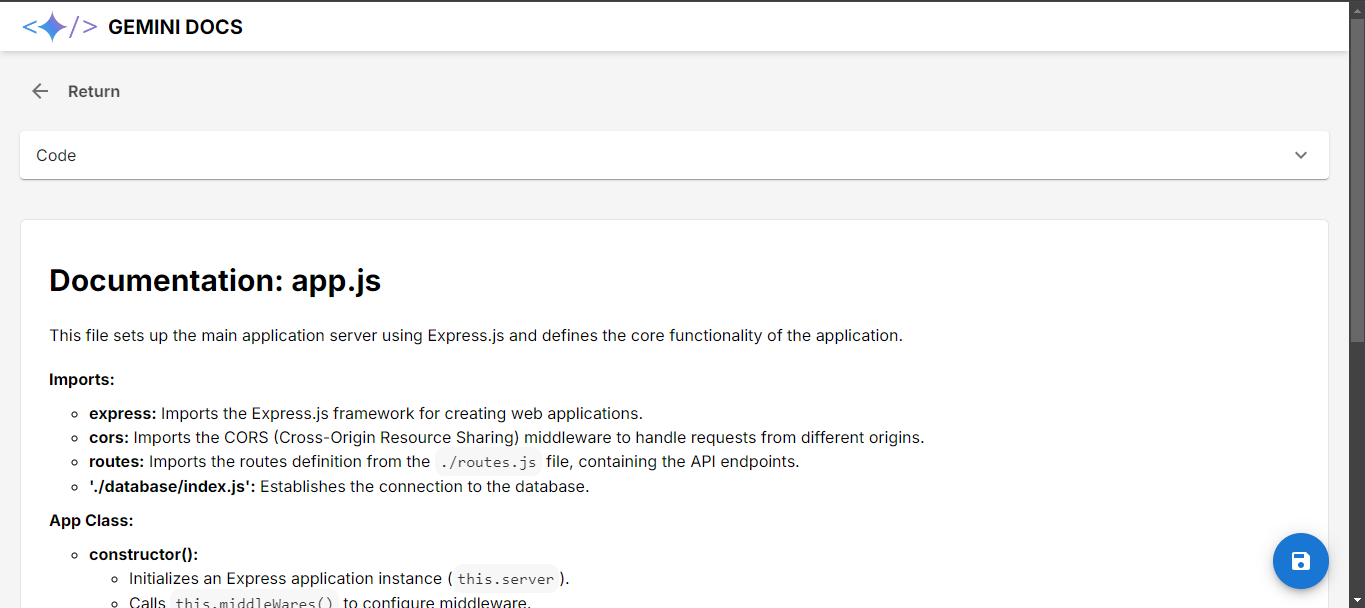 GEMINI DOCS
Return
Code
Documentation: app.js
This file sets up the main application server using Express.js and defines the core functionality of the application.
Imports:
express: Imports the Express.js framework for creating web applications.
cors: Imports the CORS (Cross-Origin Resource Sharing) middleware to handle requests from different origins.
routes: Imports the routes definition from the ./routes.js file, containing the API endpoints.
'./database/index.js': Establishes the connection to the database.
App Class:
constructor():
Initializes an Express application instance ( this.server ).
Calls this.middleWares() to configure middleware.